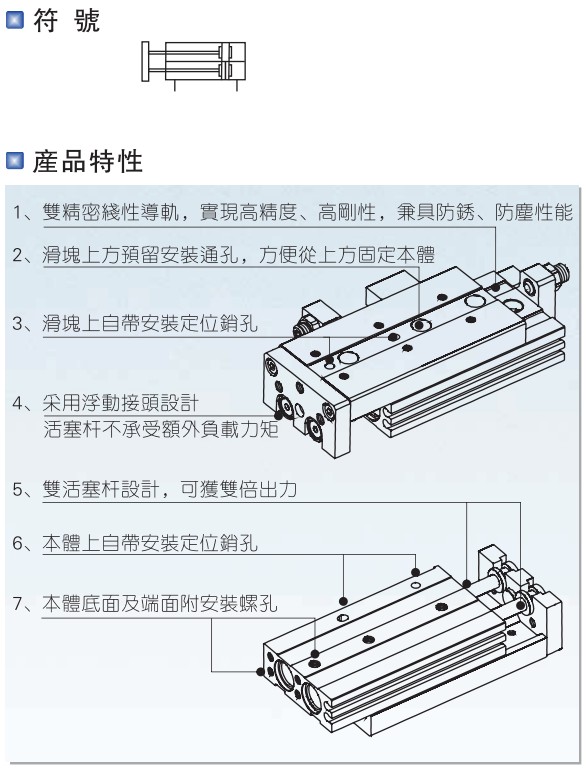 符 號
產品特性
1、雙精密綫性導軌，實現高精度、高剛性，兼具防銹、防塵性能
2、滑塊上方預留安裝通孔，方便從上方固定本體
3、滑塊上自帶安裝定位銷孔
4、采用浮動接頭設計
活塞杆不承受額外負載力矩
5、雙活塞杆設計，可獲雙倍出力
6、本體上自帶安裝定位銷孔
7、本體底面及端面附安裝螺孔